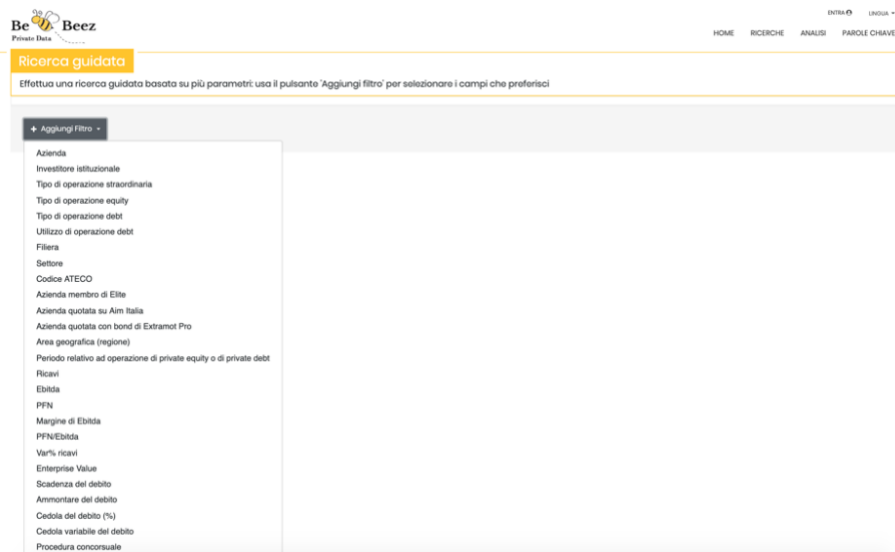 Be Beez
Private Data
ENTRA
LINGUA
HOME RICERCHE ANALISI PAROLE CHIAVE
Ricerca guidata
Effettua una ricerca guidata basata su più parametri: usa il pulsante 'Aggiungi filtro' per selezionare i campi che preferisci
+ Aggiungi Filtro
Azienda
Investitore istituzionale
Tipo di operazione straordinaria
Tipo di operazione equity
Tipo di operazione debt
Utilizzo di operazione debt
Filiera
Settore
Codice ATECO
Azienda membro di Elite
Azienda quotata su Aim Italia
Azienda quotata con bond di Extramot Pro
Area geografica (regione)
Periodo relativo ad operazione di private equity o di private debt
Ricavi
Ebitda
PFN
Margine di Ebitda
PFN/Ebitda
Var% ricavi
Enterprise Value
Scadenza del debito
Ammontare del debito
Cedola del debito (%)
Cedola variabile del debito
Procedura concorsuale